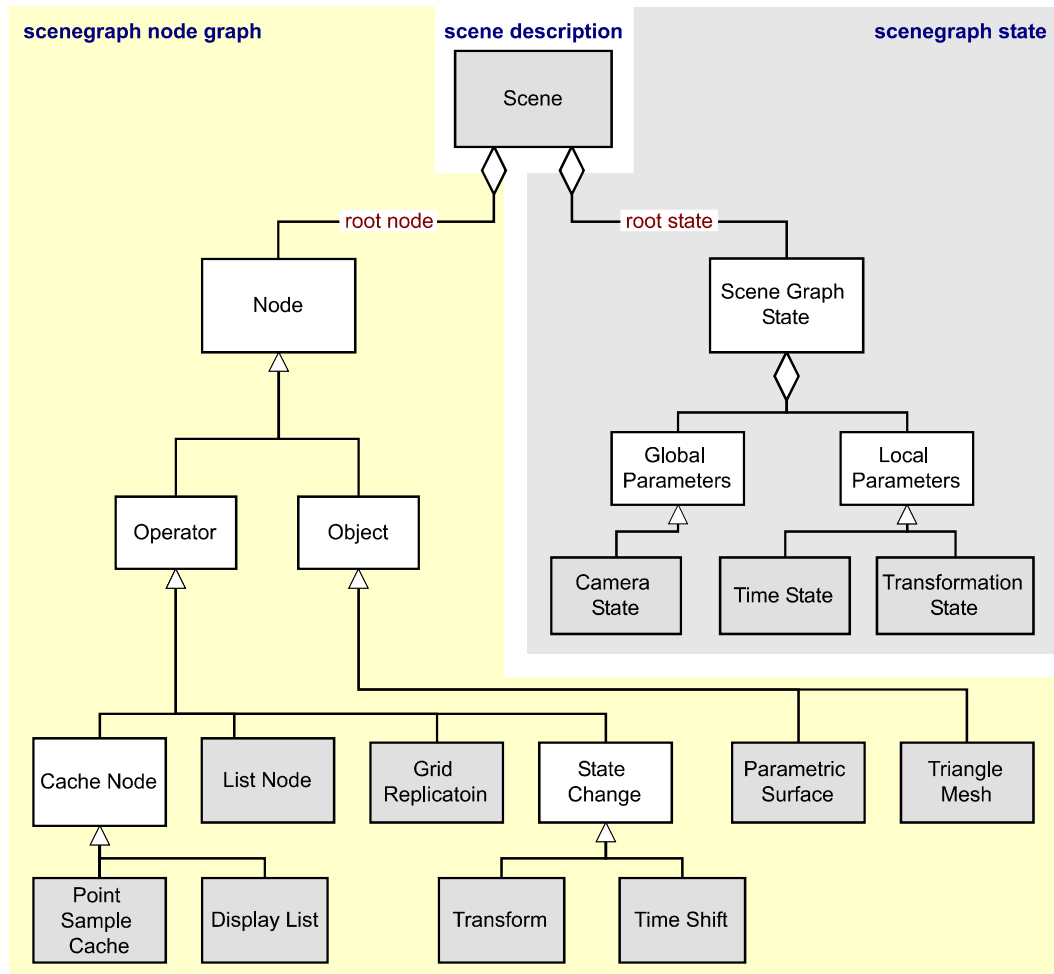 scenegraph node graph
scene description
scenegraph state
Scene
root node
root state
Node
Scene Graph
State
Global
Parameters
Local
Parameters
Operator
Object
Camera
State
Time State
Transformation
State
Cache Node
List Node
Grid
Replicatoin
State
Change
Parametric
Surface
Triangle
Mesh
Point
Sample
Cache
Display List
Transform
Time Shift